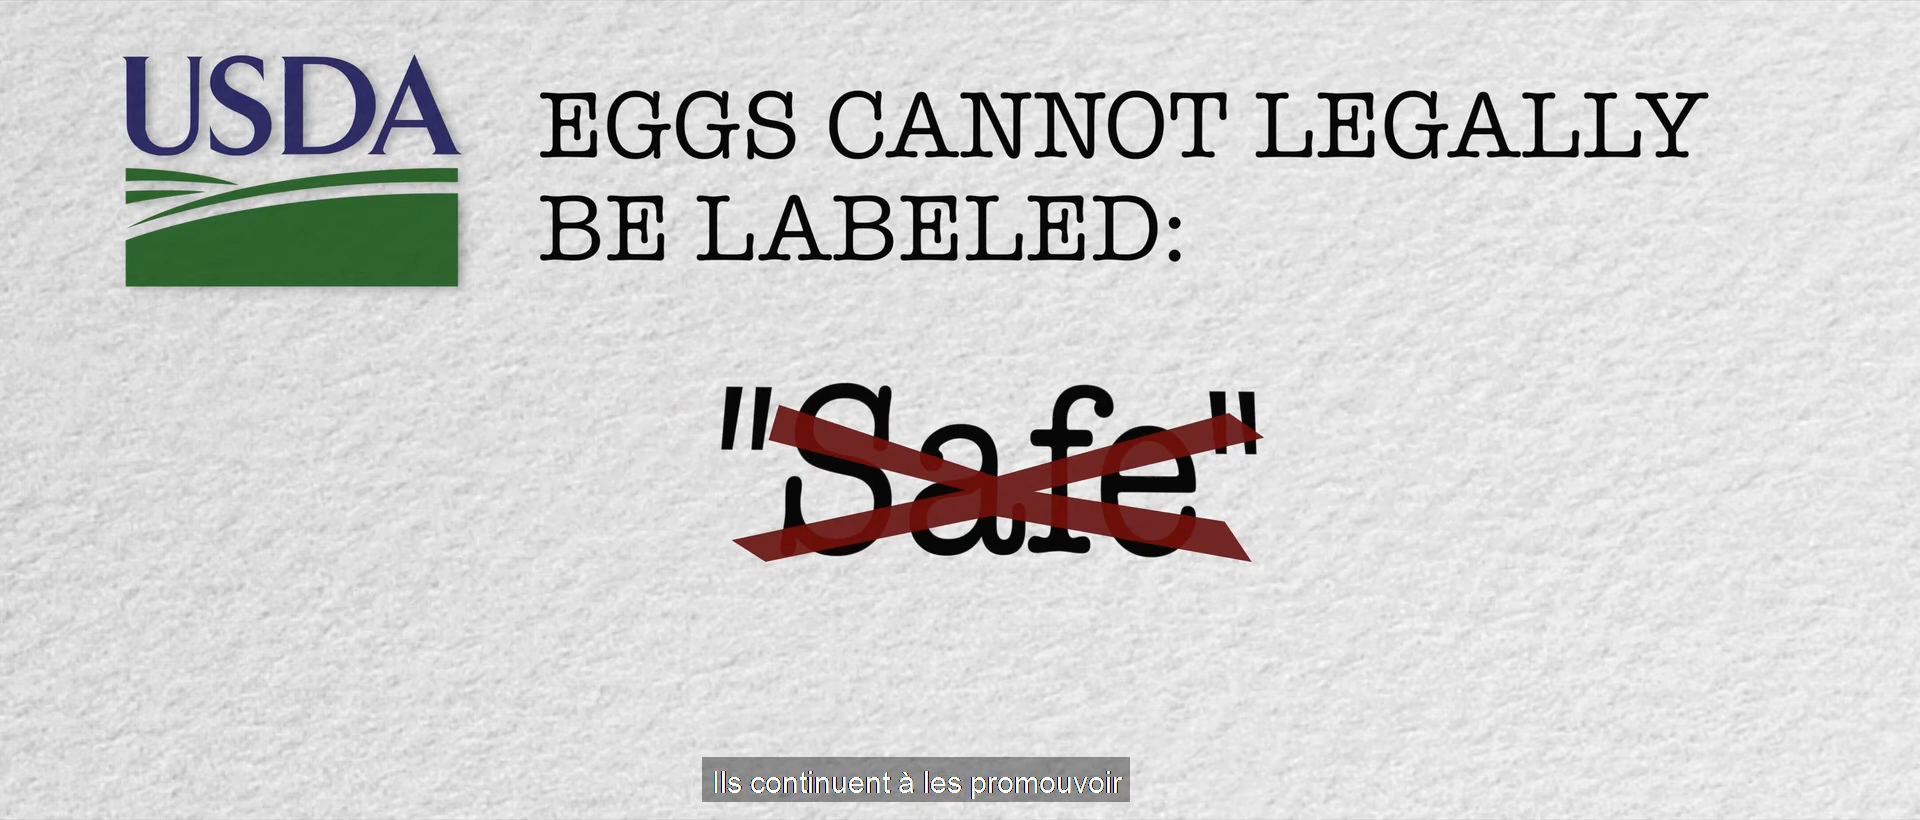 USDA
EGGS CANNOT LEGALLY
BE LABELED:
"Safe"
Ils continuent à les promouvoir